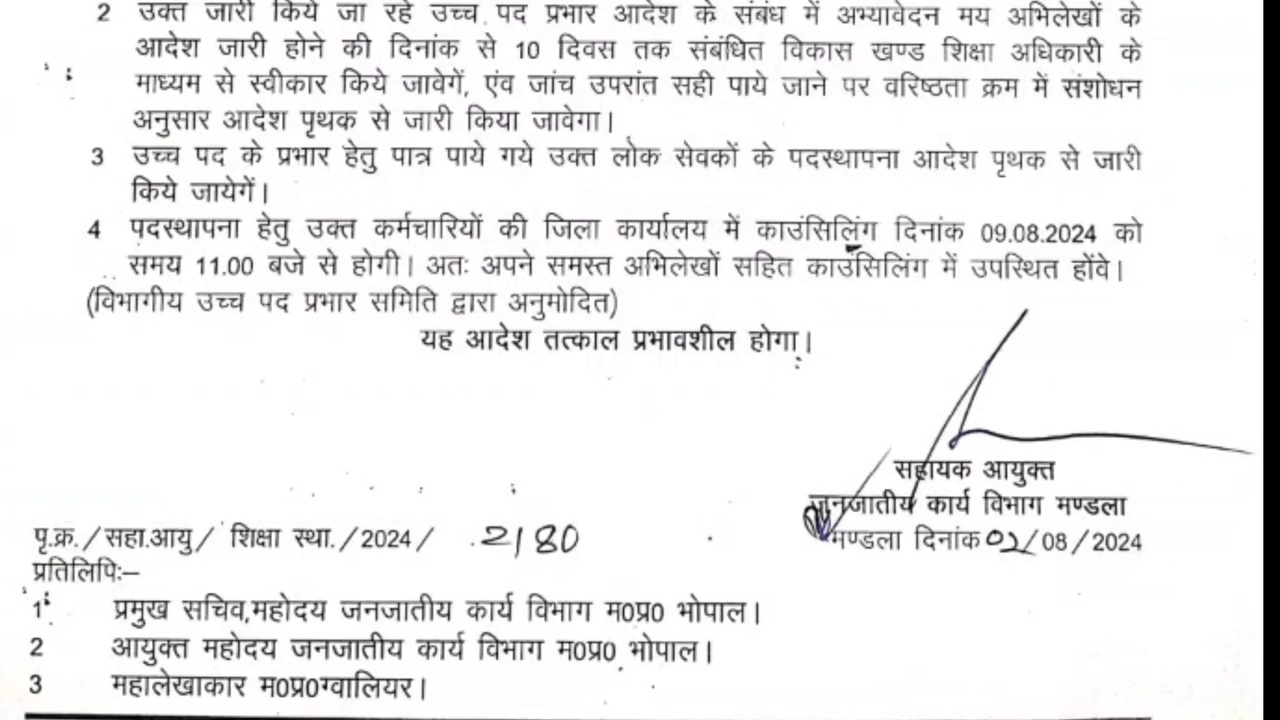 2 उक्त जारी किये जा रहे उच्च पद प्रभार आदेश के संबंध में अभ्यावेदन मय अभिलेखों के
आदेश जारी होने की दिनांक से 10 दिवस तक संबंधित विकास खण्ड शिक्षा अधिकारी के
माध्यम से स्वीकार किये जावेगें, एंव जांच उपरांत सही पाये जाने पर वरिष्ठता क्रम में संशोधन
अनुसार आदेश पृथक से जारी किया जावेगा।
3 उच्च पद के प्रभार हेतु पात्र पाये गये उक्त लोक सेवकों के पदस्थापना आदेश पृथक से जारी
किये जायेगें।
4 पदस्थापना हेतु उक्त कर्मचारियों की जिला कार्यालय में काउंसिलिंग दिनांक 09.08.2024 को
समय 11.00 बजे से होगी। अतः अपने समस्त अभिलेखों सहित काउंसिलिंग में उपस्थित होंवे।
(विभागीय उच्च पद प्रभार समिति द्वारा अनुमोदित)
यह आदेश तत्काल प्रभावशील होगा।
सहायक आयुक्त
जनजातीय कार्य विभाग मण्डला
पृ.क्र./सहा.आयु/ शिक्षा स्था./2024/ 2180
मण्डला दिनांक 02/08/2024
प्रतिलिपिः–
1 प्रमुख सचिव,महोदय जनजातीय कार्य विभाग म0प्र0 भोपाल।
2 आयुक्त महोदय जनजातीय कार्य विभाग म0प्र0 भोपाल।
3 महालेखाकार म0प्र0ग्वालियर।